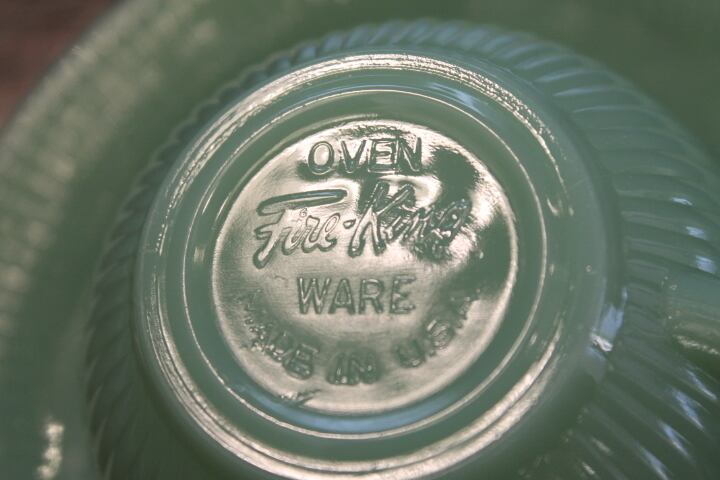 OVEN
Fire-King
WARE
MADE IN U.S.A